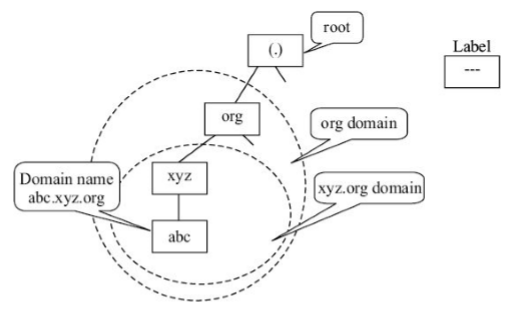 root
(.)
Label
---
org
org domain
xyz
Domain name
abc.xyz.org
xyz.org domain
abc